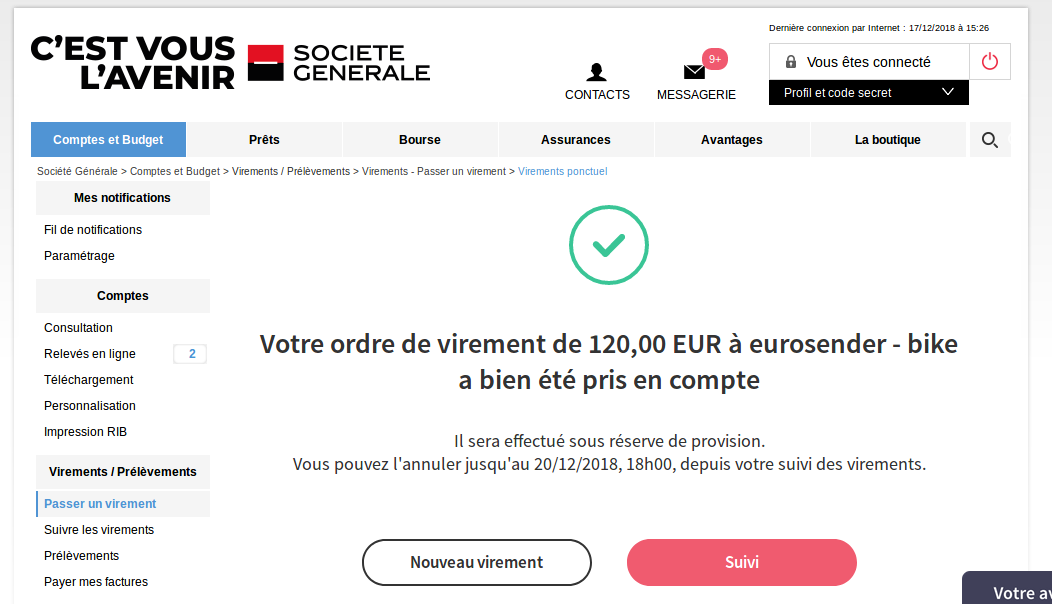 C'EST VOUS
L'AVENIR
SOCIETE
GENERALE
CONTACTS
9+
MESSAGERIE
Dernière connexion par Internet : 17/12/2018 à 15:26
Vous êtes connecté
Profil et code secret
Comptes et Budget
Prêts
Bourse
Assurances
Avantages
La boutique
Société Générale > Comptes et Budget > Virements / Prélèvements > Virements - Passer un virement > Virements ponctuel
Mes notifications
Fil de notifications
Paramétrage
Comptes
Consultation
Relevés en ligne 2
Téléchargement
Personnalisation
Impression RIB
Virements / Prélèvements
Passer un virement
Suivre les virements
Prélèvements
Payer mes factures
Votre ordre de virement de 120,00 EUR à eurosender - bike
a bien été pris en compte
Il sera effectué sous réserve de provision.
Vous pouvez l'annuler jusqu'au 20/12/2018, 18h00, depuis votre suivi des virements.
Nouveau virement
Suivi
Votre av